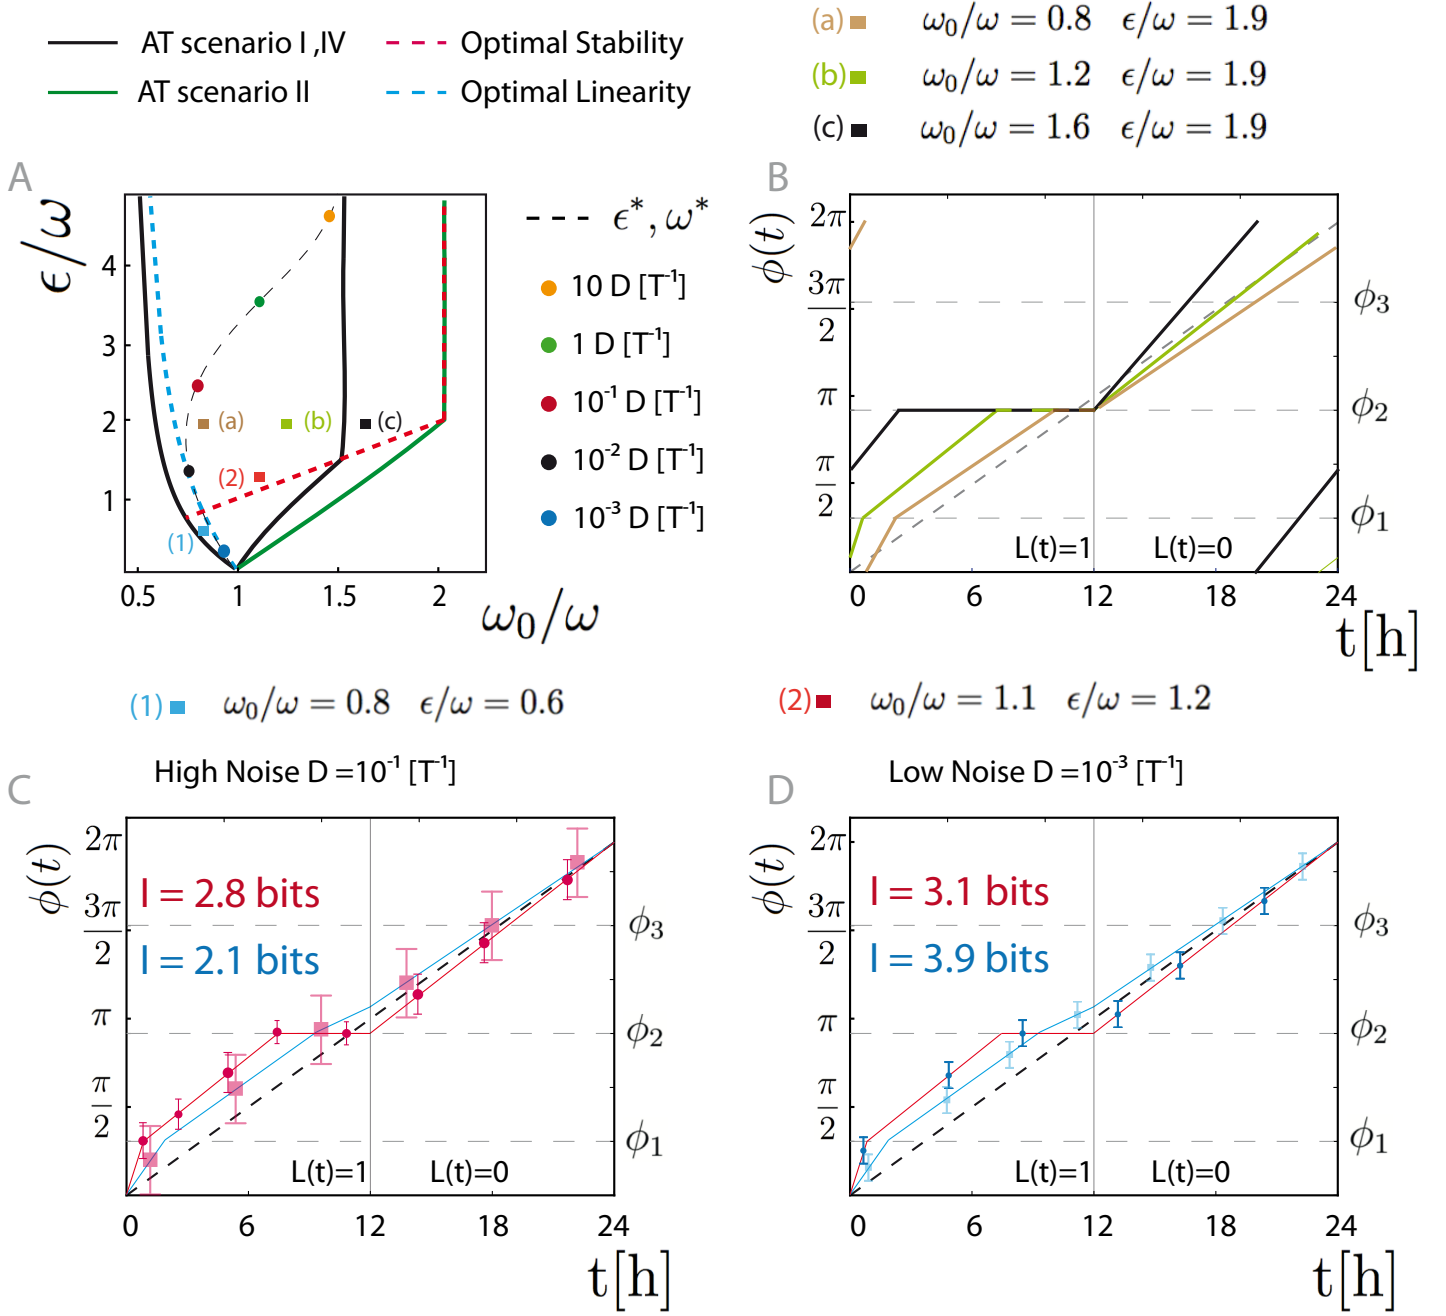 AT scenario I ,IV
Optimal Stability
AT scenario II
Optimal Linearity
(a) ω₀/ω = 0.8 ϵ/ω = 1.9
(b) ω₀/ω = 1.2 ϵ/ω = 1.9
(c) ω₀/ω = 1.6 ϵ/ω = 1.9
A
ϵ/ω
4
3
2
1
(a)
(b)
(c)
(2)
(1)
0.5 1 1.5 2
ω₀/ω
ϵ*, ω*
10 D [T⁻¹]
1 D [T⁻¹]
10⁻¹ D [T⁻¹]
10⁻² D [T⁻¹]
10⁻³ D [T⁻¹]
B
ϕ(t)
2π
3π/2
π
π/2
ϕ₃
ϕ₂
ϕ₁
L(t)=1 L(t)=0
0 6 12 18 24
t[h]
(1) ω₀/ω = 0.8 ϵ/ω = 0.6
(2) ω₀/ω = 1.1 ϵ/ω = 1.2
C
High Noise D =10⁻¹ [T⁻¹]
ϕ(t)
2π
3π/2
π
π/2
I = 2.8 bits
I = 2.1 bits
ϕ₃
ϕ₂
ϕ₁
L(t)=1 L(t)=0
0 6 12 18 24
t[h]
D
Low Noise D =10⁻³ [T⁻¹]
ϕ(t)
2π
3π/2
π
π/2
I = 3.1 bits
I = 3.9 bits
ϕ₃
ϕ₂
ϕ₁
L(t)=1 L(t)=0
0 6 12 18 24
t[h]